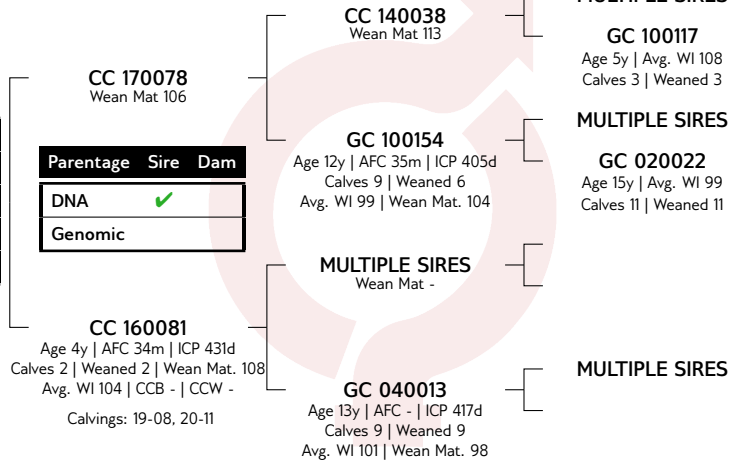 MULTIPLE SIRES
CC 140038
Wean Mat 113
GC 100117
Age 5y | Avg. WI 108
Calves 3 | Weaned 3
CC 170078
Wean Mat 106
MULTIPLE SIRES
GC 100154
Age 12y | AFC 35m | ICP 405d
Calves 9 | Weaned 6
Avg. WI 99 | Wean Mat. 104
GC 020022
Age 15y | Avg. WI 99
Calves 11 | Weaned 11
Parentage Sire Dam
DNA ✔
Genomic
MULTIPLE SIRES
Wean Mat -
CC 160081
Age 4y | AFC 34m | ICP 431d
Calves 2 | Weaned 2 | Wean Mat. 108
Avg. WI 104 | CCB - | CCW -
Calvings: 19-08, 20-11
MULTIPLE SIRES
GC 040013
Age 13y | AFC - | ICP 417d
Calves 9 | Weaned 9
Avg. WI 101 | Wean Mat. 98